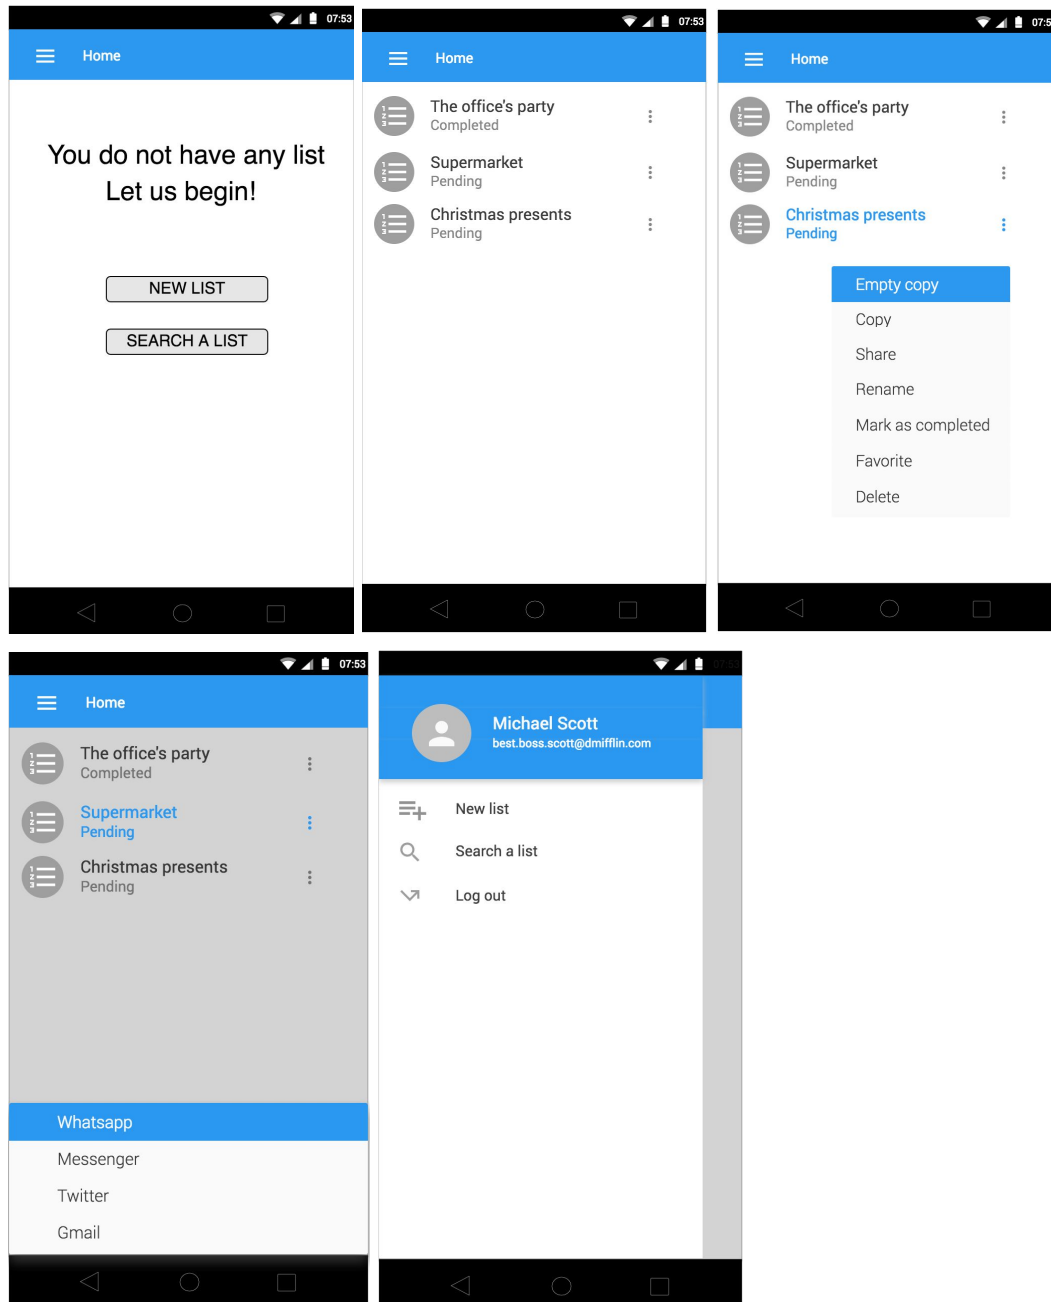 07:53
Home
You do not have any list
Let us begin!
NEW LIST
SEARCH A LIST
07:53
Home
The office's party
Completed
Supermarket
Pending
Christmas presents
Pending
07:5
Home
The office's party
Completed
Supermarket
Pending
Christmas presents
Pending
Empty copy
Copy
Share
Rename
Mark as completed
Favorite
Delete
07:53
Home
The office's party
Completed
Supermarket
Pending
Christmas presents
Pending
Whatsapp
Messenger
Twitter
Gmail
07:53
Michael Scott
best.boss.scott@dmifflin.com
New list
Search a list
Log out